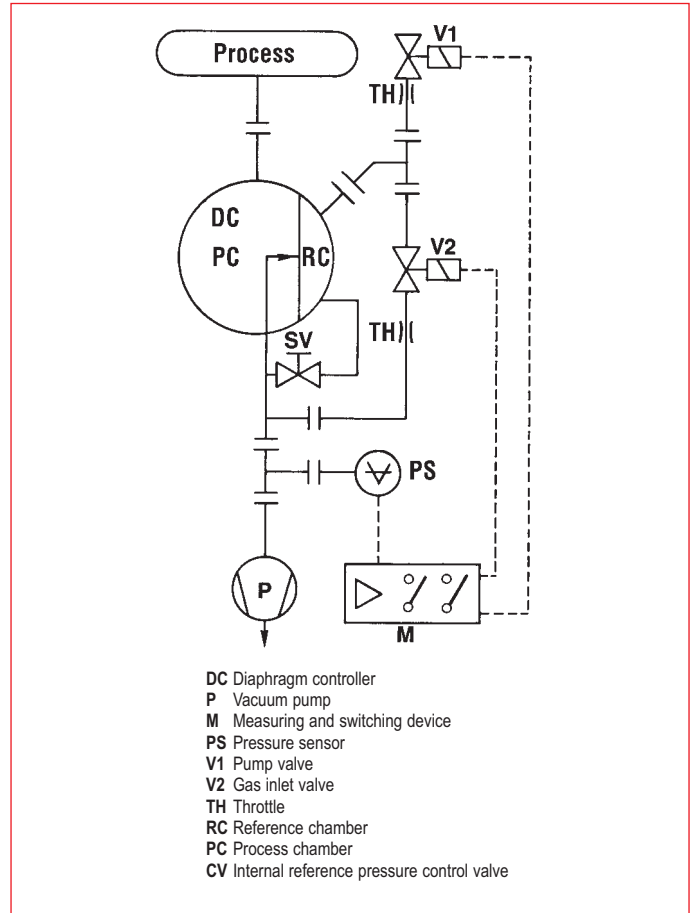 Process
V1
TH
DC
PC
RC
V2
SV
TH
PS
P
M
DC Diaphragm controller
P Vacuum pump
M Measuring and switching device
PS Pressure sensor
V1 Pump valve
V2 Gas inlet valve
TH Throttle
RC Reference chamber
PC Process chamber
CV Internal reference pressure control valve